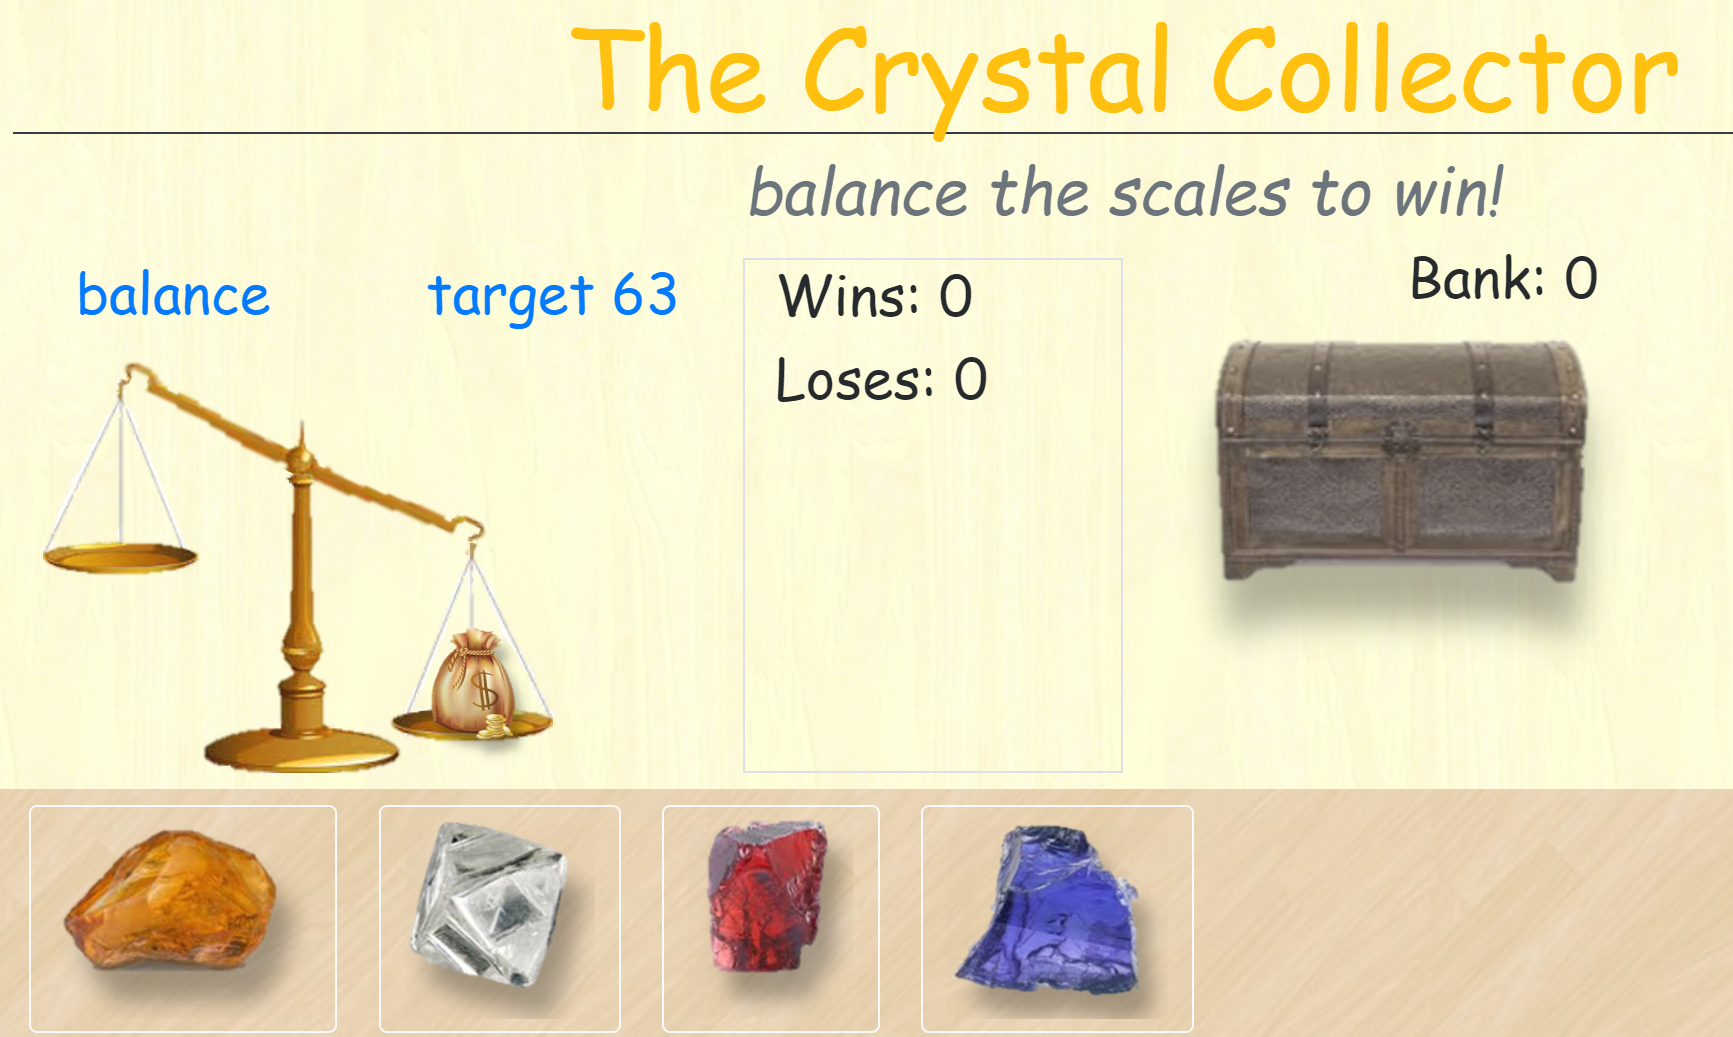 The Crystal Collector
balance the scales to win!
balance
target 63
Wins: 0
Loses: 0
Bank: 0
$